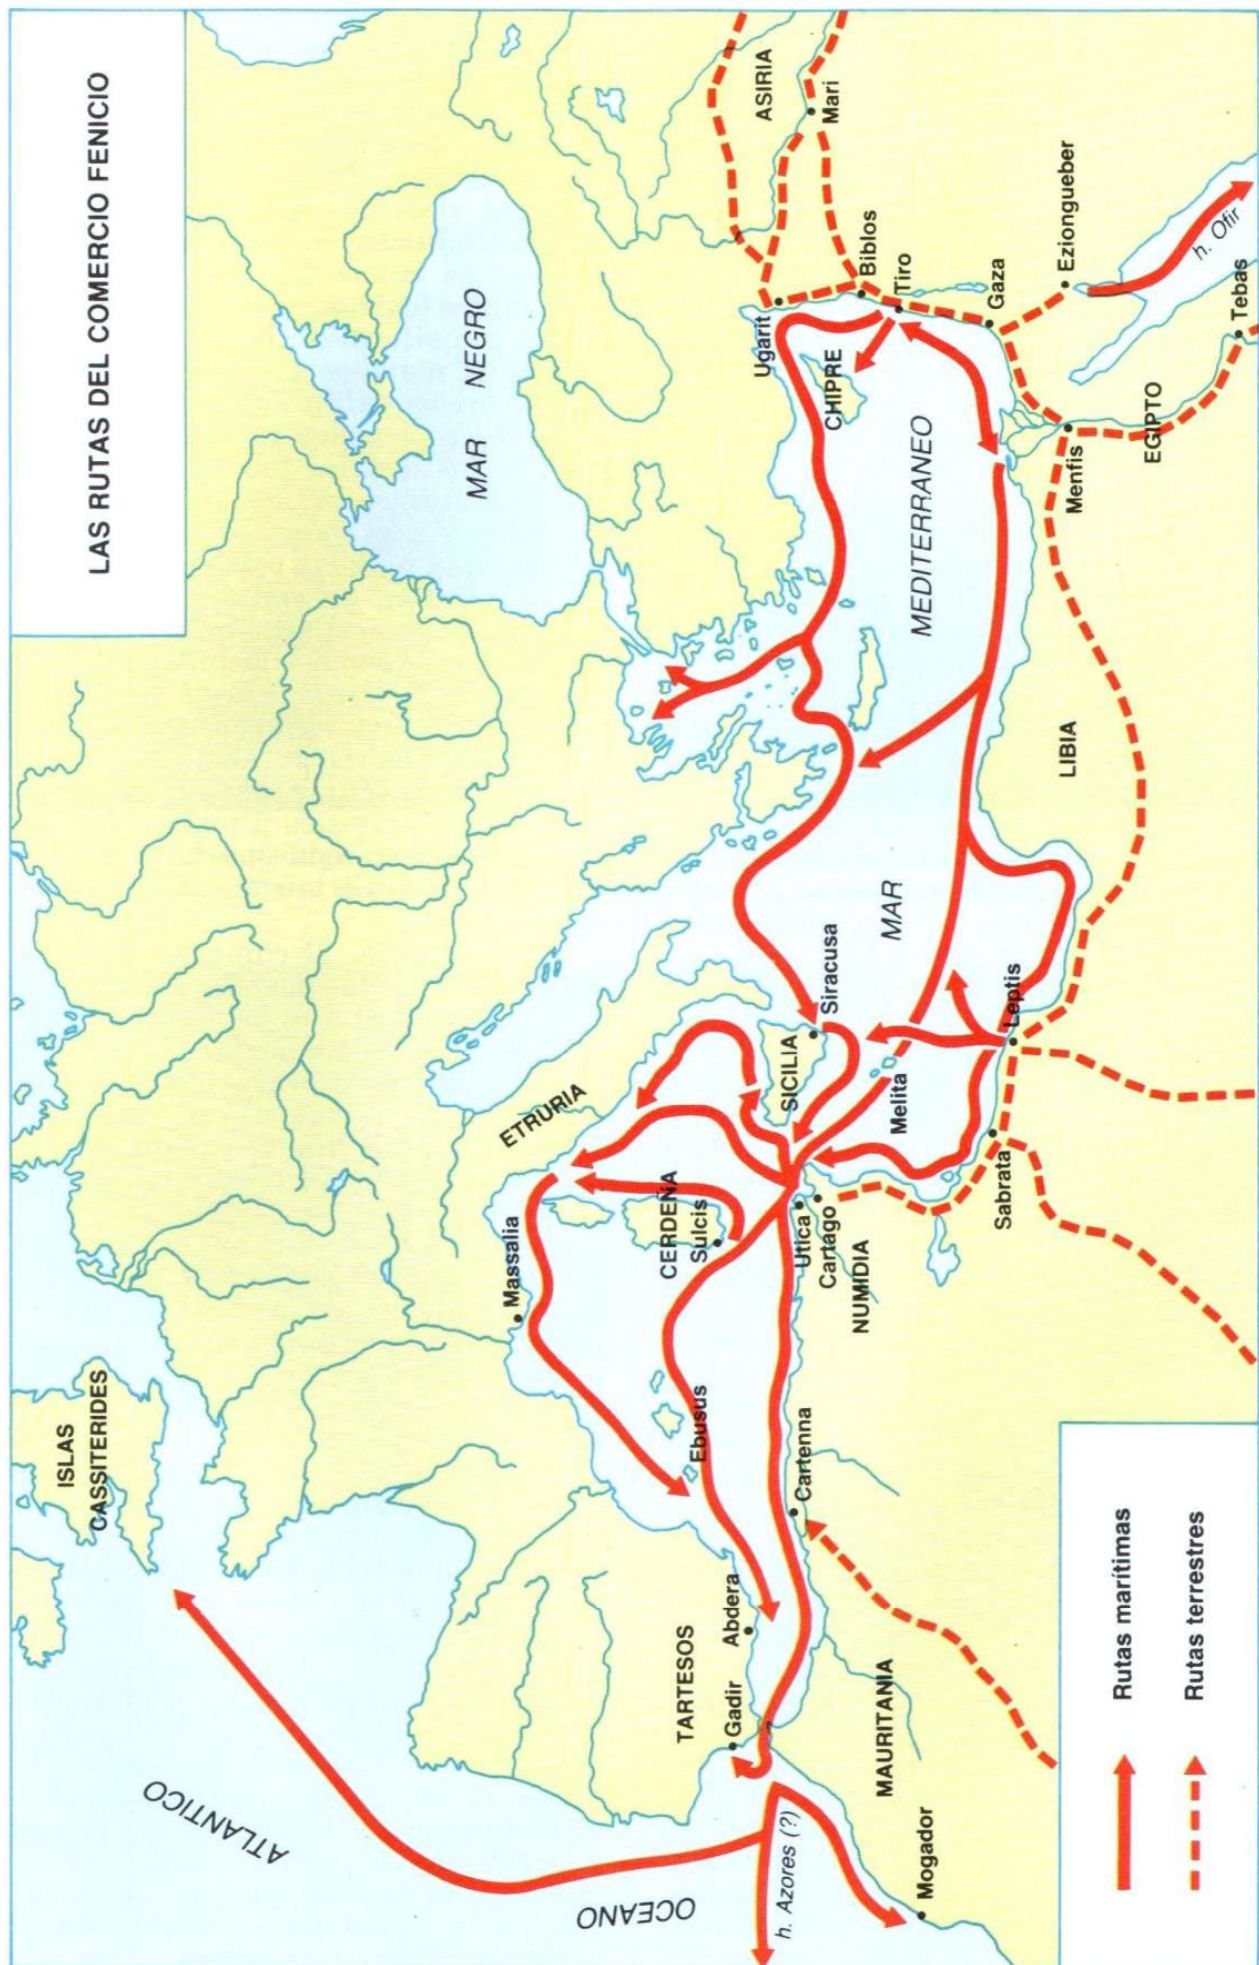 LAS RUTAS DEL COMERCIO FENICIO
ISLAS
CASSITERIDES
OCEANO
ATLANTICO
MAR
NEGRO
Massalia
ETRURIA
ASIRIA
Mari
TARTESOS
Gadir
Abdera
Ebusus
CERDEÑA
Sulcis
SICILIA
Siracusa
Ugarit
CHIPRE
Biblos
Tiro
Gaza
Eziongueber
h. Ofir
Tebas
EGIPTO
Menfis
MAR
MEDITERRANEO
h. Azores (?)
Mogador
MAURITANIA
Cartenna
Utica
Cartago
NUMIDIA
Melita
Sabrata
Leptis
LIBIA
Rutas marítimas
Rutas terrestres